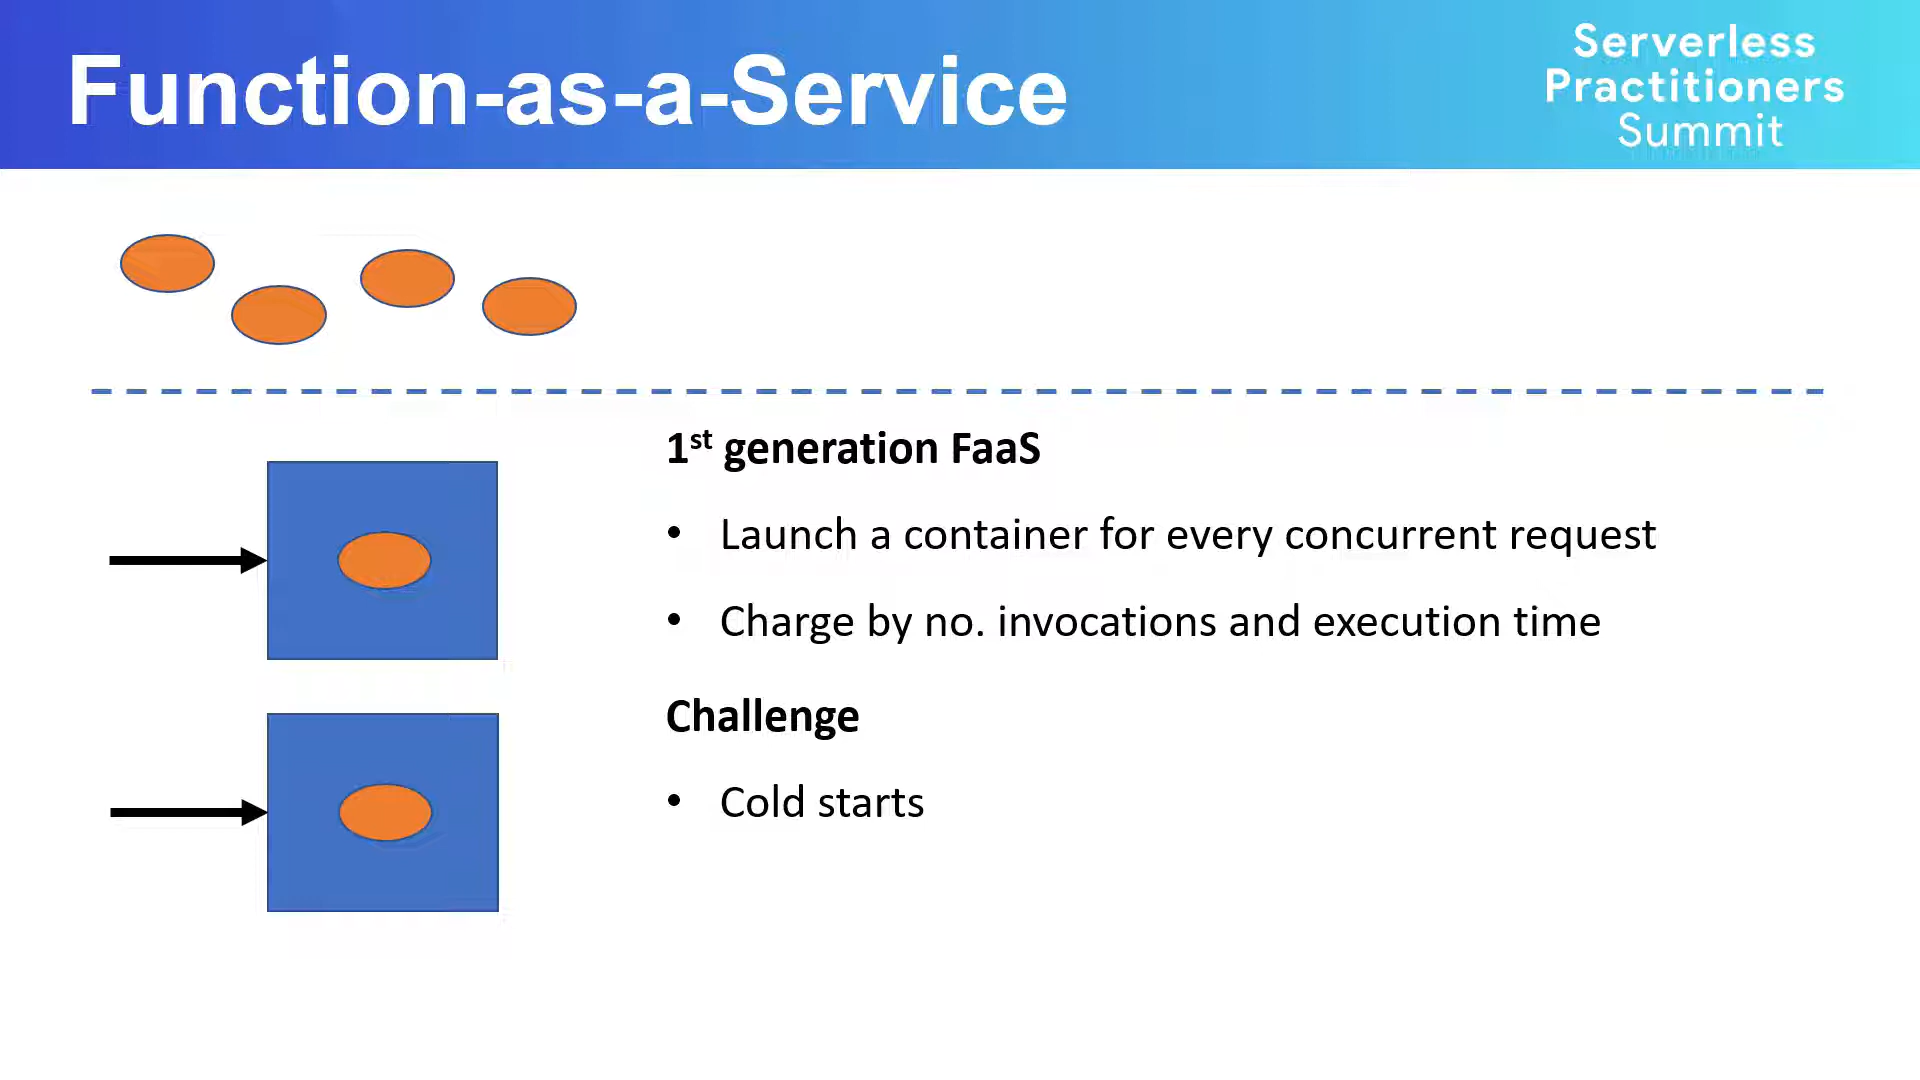 Function-as-a-Service
Serverless
Practitioners
Summit
1st generation FaaS
• Launch a container for every concurrent request
• Charge by no. invocations and execution time
Challenge
• Cold starts